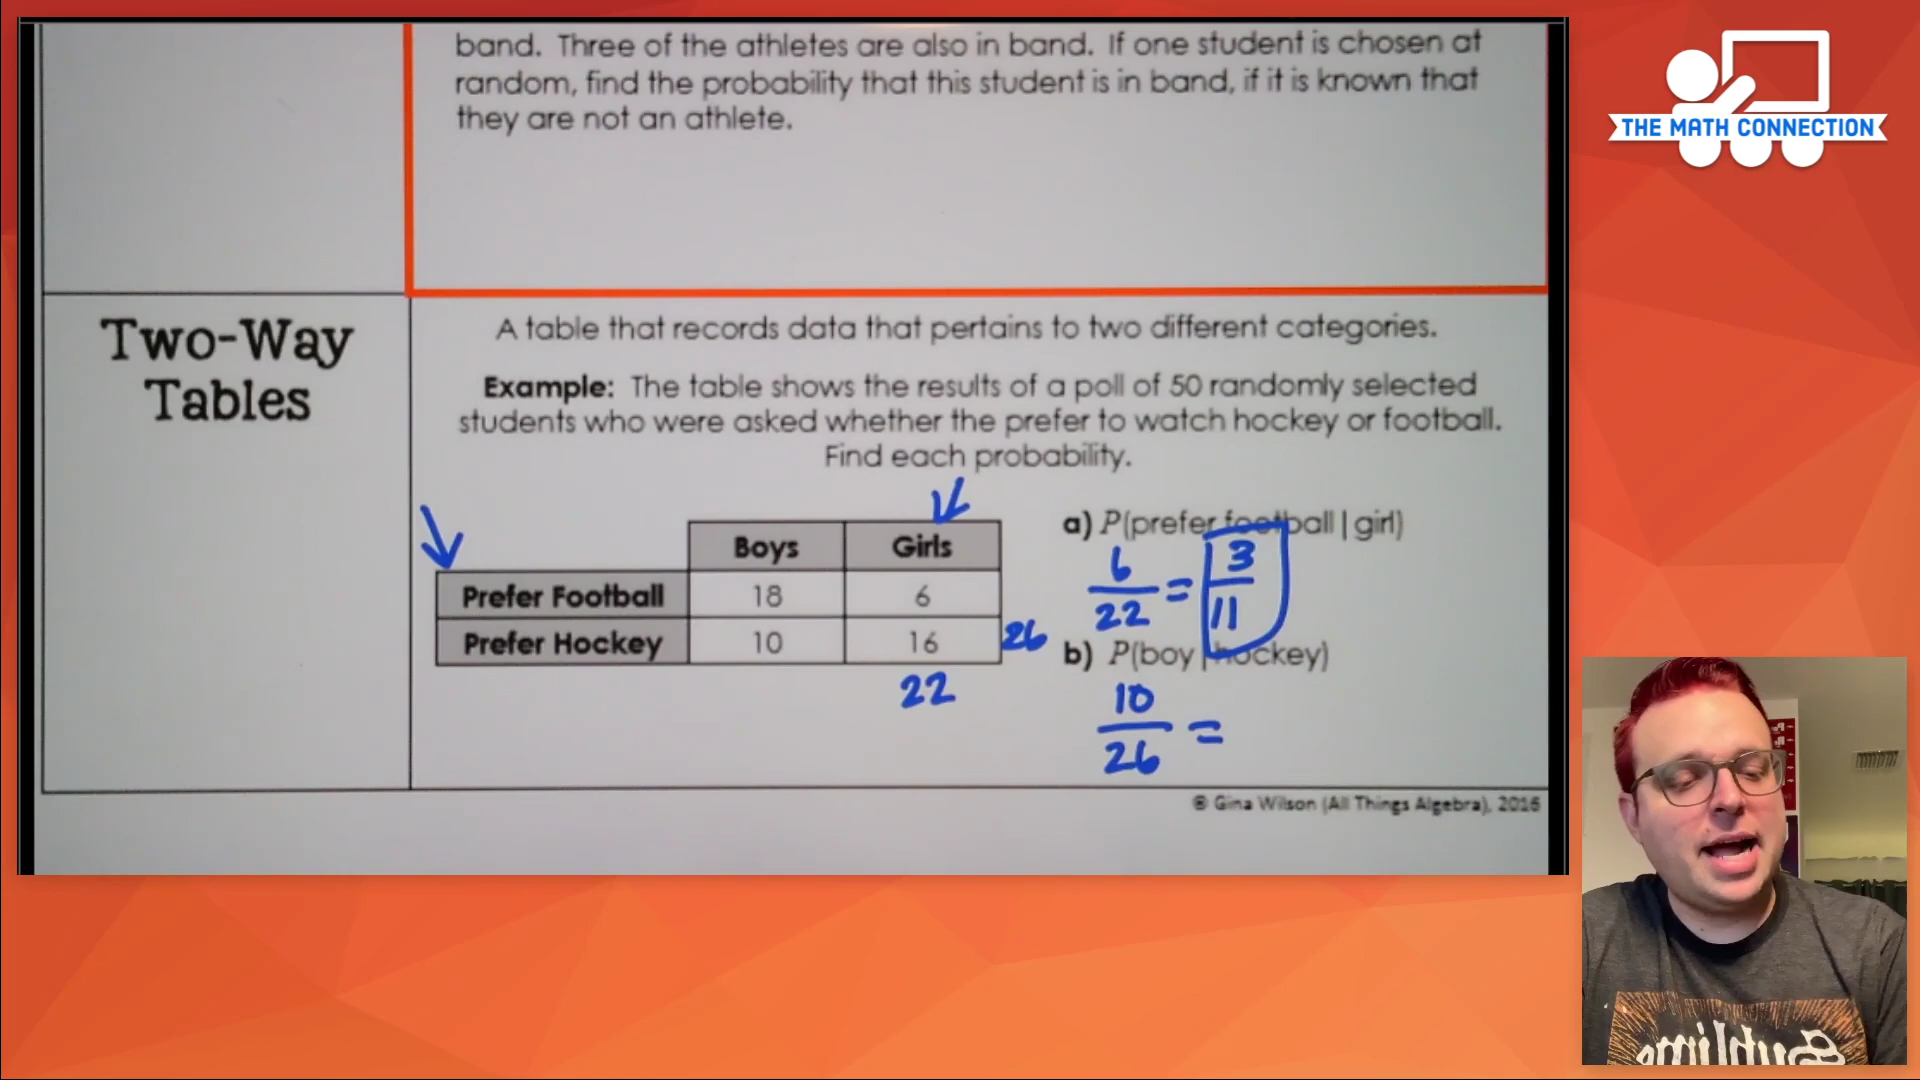 band. Three of the athletes are also in band. If one student is chosen at
random, find the probability that this student is in band, if it is known that
they are not an athlete.
THE MATH CONNECTION
Two-Way
Tables
A table that records data that pertains to two different categories.
Example: The table shows the results of a poll of 50 randomly selected
students who were asked whether the prefer to watch hockey or football.
Find each probability.
Boys Girls
Prefer Football 18 6
Prefer Hockey 10 16 26
22
a) P(prefer football | girl)
6/22 = 3/11
b) P(boy | hockey)
10/26 =
© Gina Wilson (All Things Algebra), 2016
Sublime